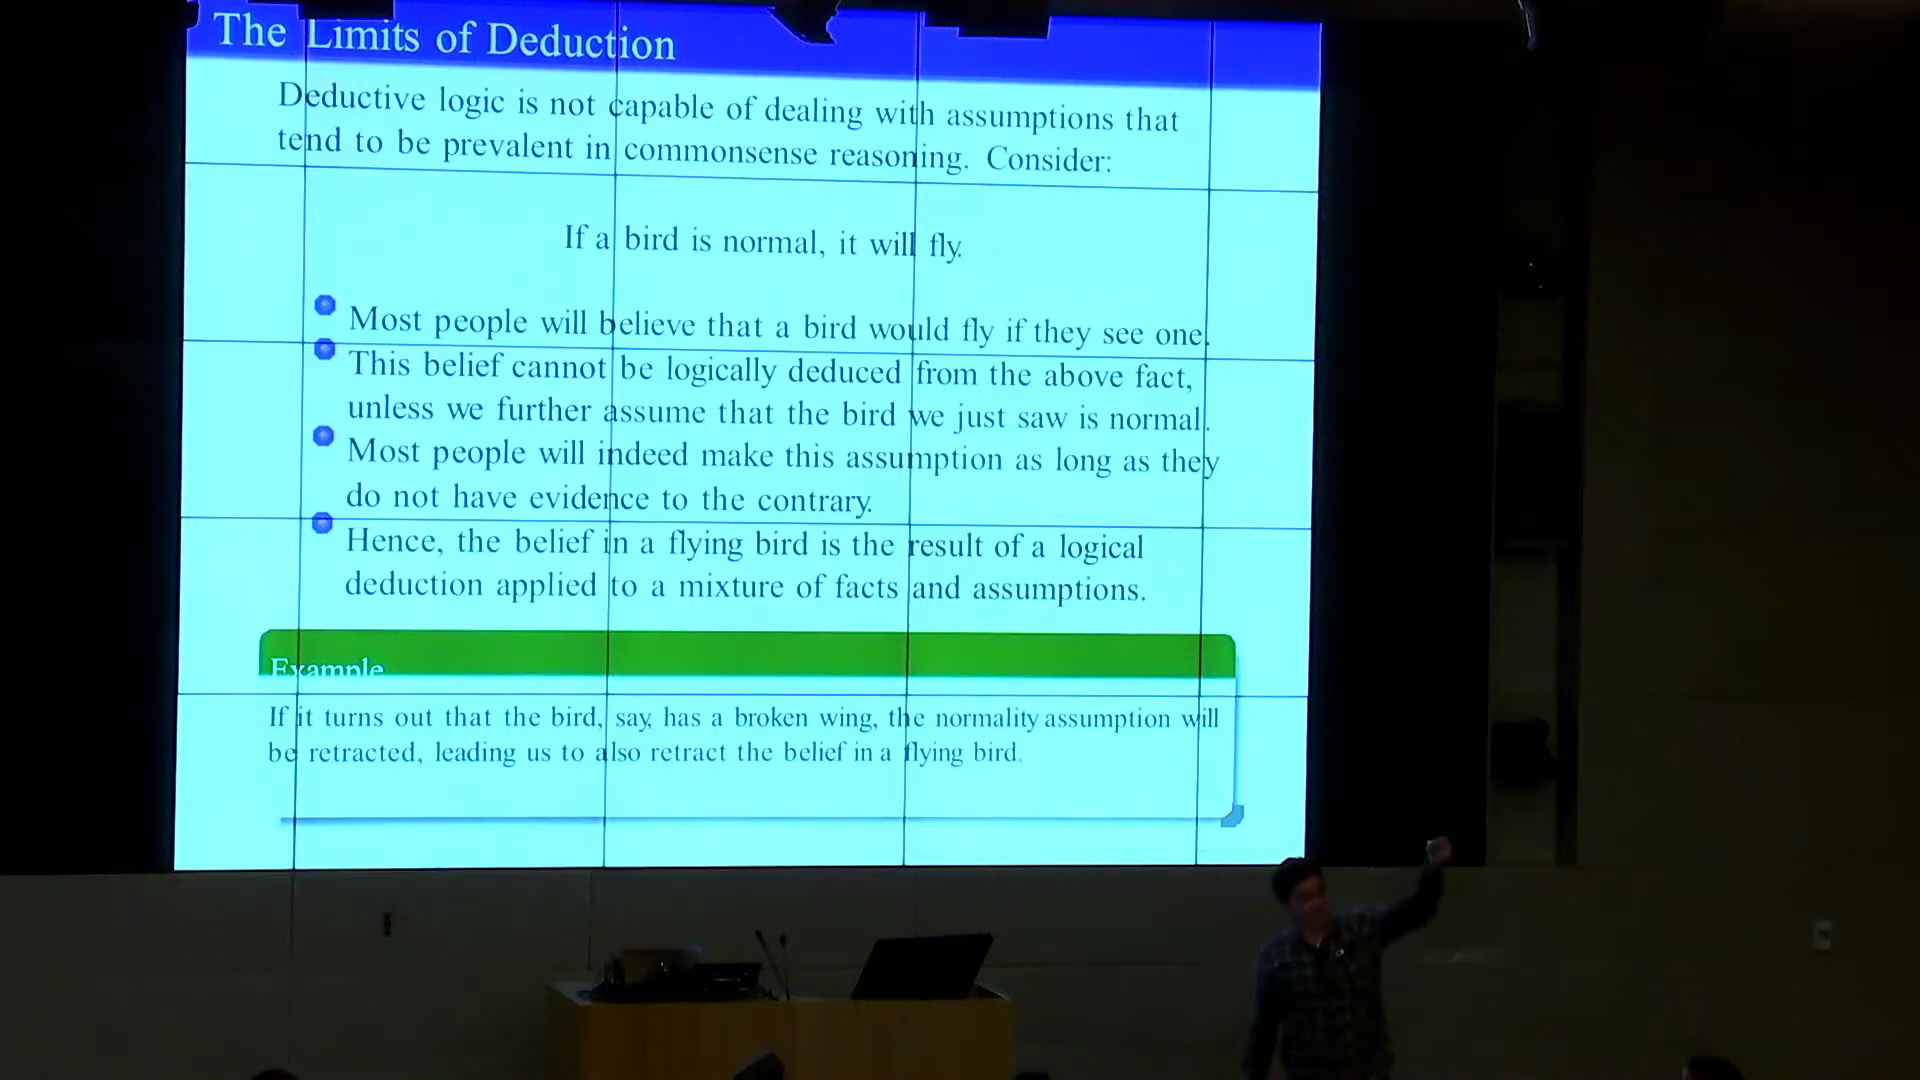 The Limits of Deduction
Deductive logic is not capable of dealing with assumptions that
tend to be prevalent in commonsense reasoning. Consider:
If a bird is normal, it will fly.
Most people will believe that a bird would fly if they see one.
This belief cannot be logically deduced from the above fact,
unless we further assume that the bird we just saw is normal.
Most people will indeed make this assumption as long as they
do not have evidence to the contrary.
Hence, the belief in a flying bird is the result of a logical
deduction applied to a mixture of facts and assumptions.
Example
If it turns out that the bird, say, has a broken wing, the normality assumption will
be retracted, leading us to also retract the belief in a flying bird.